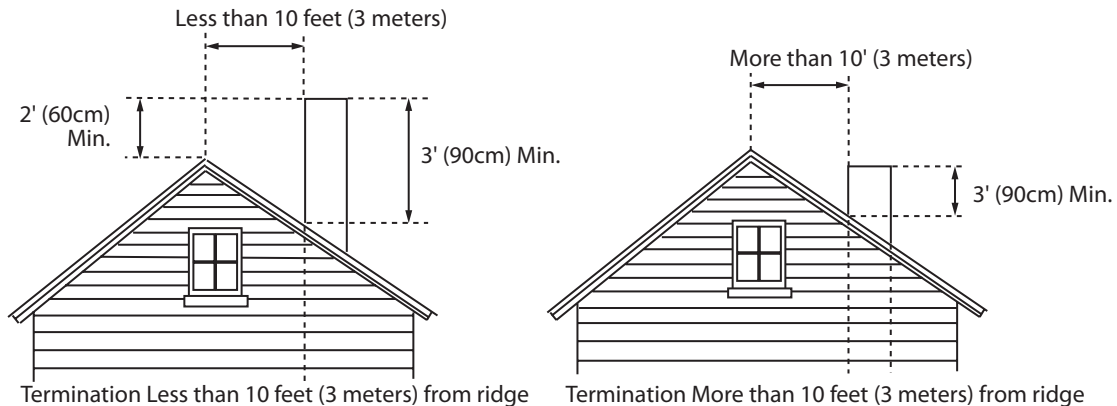 Less than 10 feet (3 meters)
2' (60cm)
Min.
3' (90cm) Min.
Termination Less than 10 feet (3 meters) from ridge
More than 10' (3 meters)
3' (90cm) Min.
Termination More than 10 feet (3 meters) from ridge